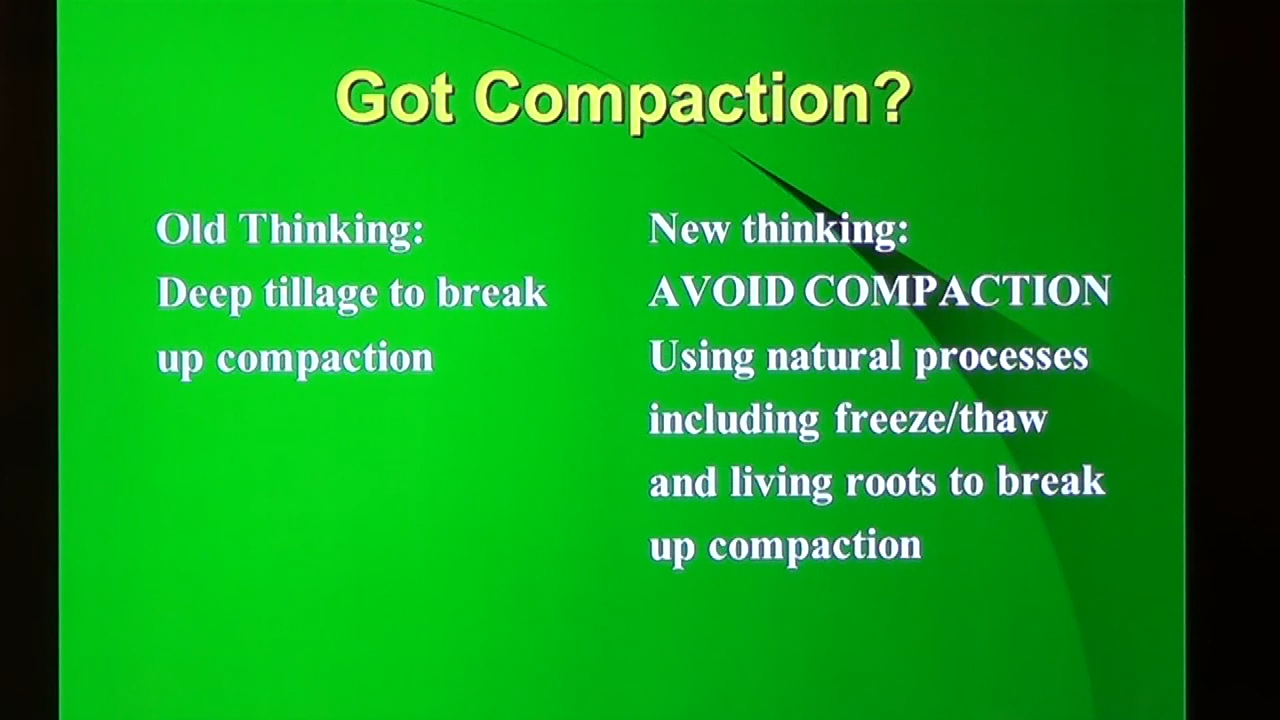 Got Compaction?
Old Thinking:
Deep tillage to break
up compaction
New thinking:
AVOID COMPACTION
Using natural processes
including freeze/thaw
and living roots to break
up compaction